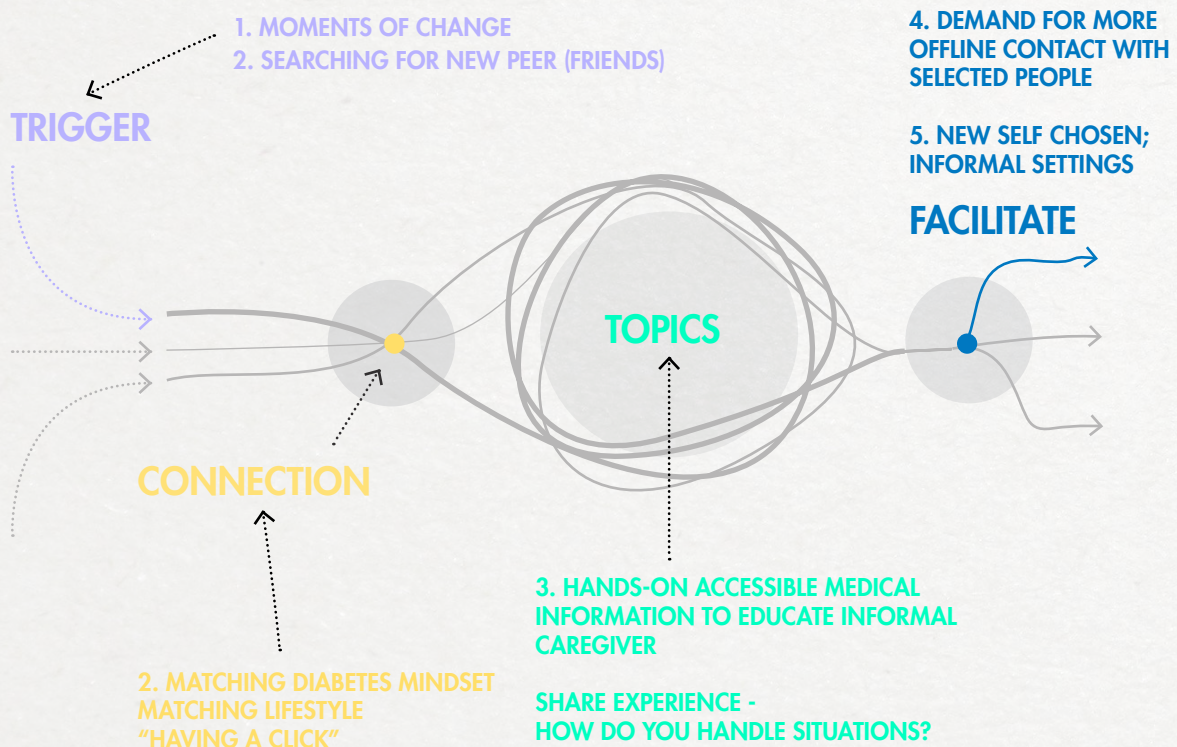 1. MOMENTS OF CHANGE
2. SEARCHING FOR NEW PEER (FRIENDS)
TRIGGER
4. DEMAND FOR MORE
OFFLINE CONTACT WITH
SELECTED PEOPLE
5. NEW SELF CHOSEN;
INFORMAL SETTINGS
FACILITATE
TOPICS
CONNECTION
3. HANDS-ON ACCESSIBLE MEDICAL
INFORMATION TO EDUCATE INFORMAL
CAREGIVER
SHARE EXPERIENCE -
HOW DO YOU HANDLE SITUATIONS?
2. MATCHING DIABETES MINDSET
MATCHING LIFESTYLE
“HAVING A CLICK”